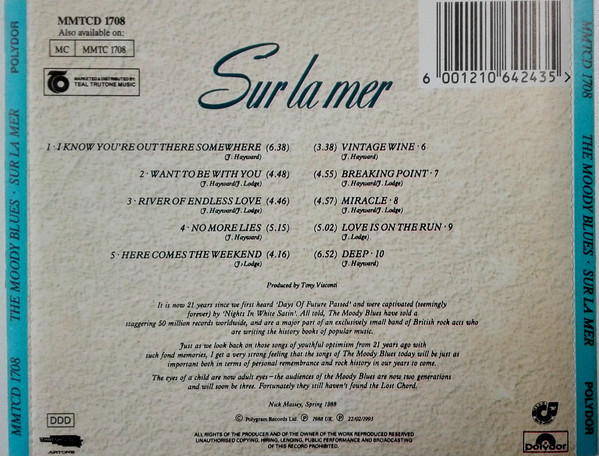 MMTCD 1708
Also available on:
MC MMTC 1708
MARKETED & DISTRIBUTED BY
TEAL TRUTONE MUSIC
Sur la mer
6 001210 642435 >
1 · I KNOW YOU'RE OUT THERE SOMEWHERE (6.38)
(J. Hayward)
2 · WANT TO BE WITH YOU (4.48)
(J. Hayward/J. Lodge)
3 · RIVER OF ENDLESS LOVE (4.46)
(J. Hayward/J. Lodge)
4 · NO MORE LIES (5.15)
(J. Hayward)
5 · HERE COMES THE WEEKEND (4.16)
(J. Lodge)
(3.38) VINTAGE WINE · 6
(J. Hayward)
(4.55) BREAKING POINT · 7
(J. Hayward/J. Lodge)
(4.57) MIRACLE · 8
(J. Hayward/J. Lodge)
(5.02) LOVE IS ON THE RUN · 9
(J. Lodge)
(6.52) DEEP · 10
(J. Hayward)
Produced by Tony Visconti
It is now 21 years since we first heard 'Days Of Future Passed' and were captivated (seemingly
forever) by 'Nights In White Satin'. All told, The Moody Blues have told a
staggering 50 million records worldwide, and are a major part of an exclusively small band of British rock acts who
are writing the history books of popular music.
Just as we look back on those songs of youthful optimism from 21 years ago with
such fond memories, I get a very strong feeling that the songs of The Moody Blues today will be just as
important both in terms of personal remembrance and rock history in our years to come.
The eyes of a child are now adult eyes – the audiences of the Moody Blues are now two generations
and will soon be three. Fortunately they still haven't found the Lost Chord.
Nick Massey, Spring 1988
© Polygram Records Ltd. ℗ 1988 UK. ℗ 22/02/1993
ALL RIGHTS OF THE PRODUCER AND OF THE OWNER OF THE WORK REPRODUCED RESERVED
UNAUTHORISED COPYING, HIRING, LENDING, PUBLIC PERFORMANCE AND BROADCASTING
OF THIS RECORD PROHIBITED.
DDD
ARTONE
polydor
MMTCD 1708 THE MOODY BLUES · SUR LA MER POLYDOR
MMTCD 1708 THE MOODY BLUES · SUR LA MER POLYDOR